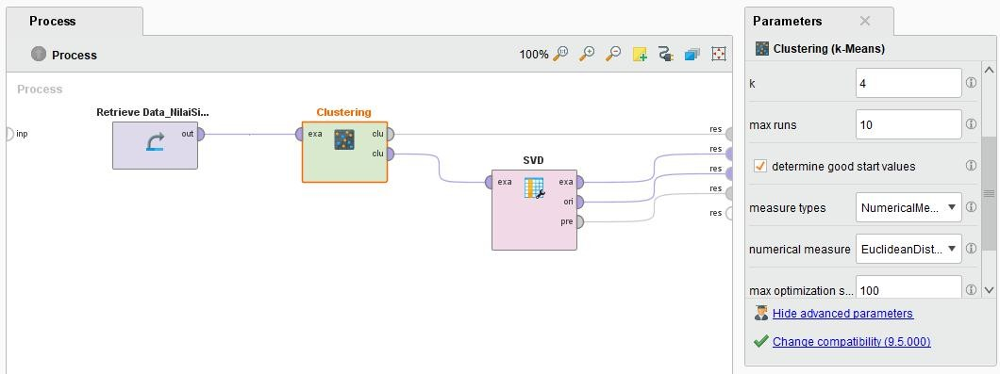 Process
Process
100%
Process
inp
Retrieve Data_NilaiSi...
out
Clustering
exa
clu
clu
SVD
exa
exa
ori
pre
res
res
res
res
res
Parameters
Clustering (k-Means)
k
4
max runs
10
determine good start values
measure types
NumericalMe...
numerical measure
EuclideanDist...
max optimization s...
100
Hide advanced parameters
Change compatibility (9.5.000)